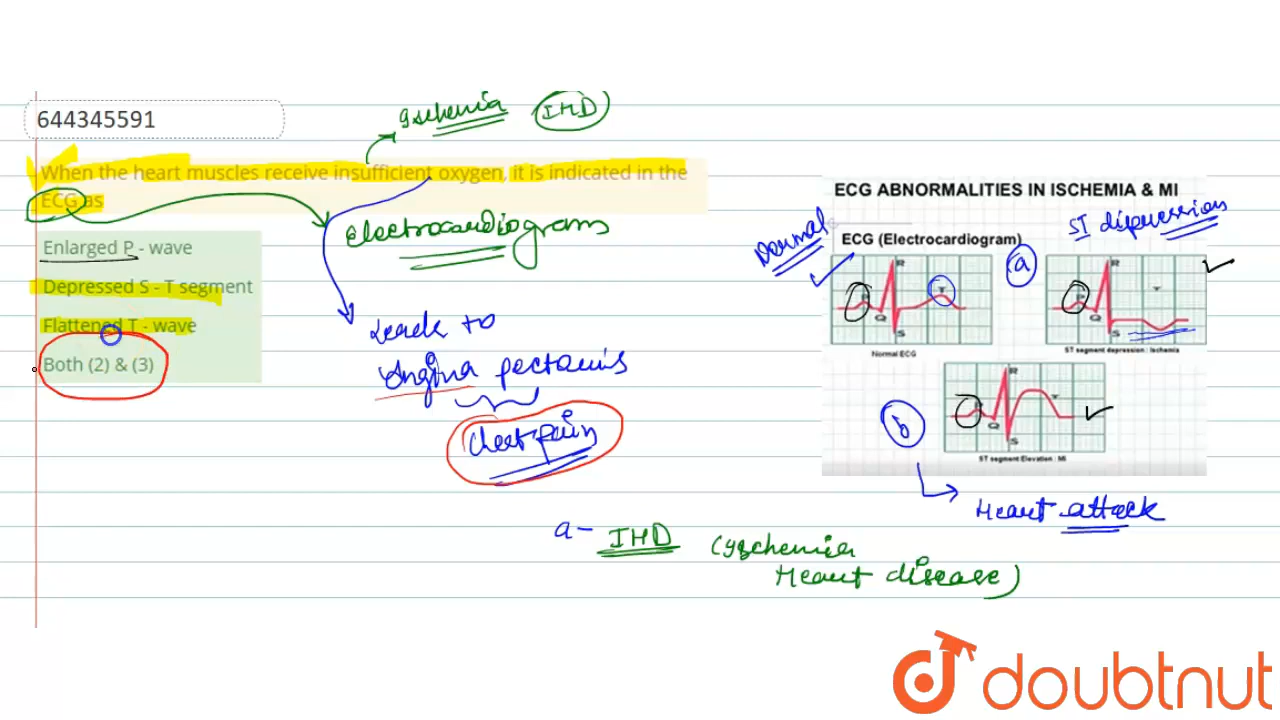 Ischemia IHD
644345591
When the heart muscles receive insufficient oxygen, it is indicated in the
ECG as
Enlarged P - wave
Depressed S - T segment
Flattened T - wave
Both (2) & (3)
Electrocardiogram
Leads to
Angina pectoris
Chest pain
ECG ABNORMALITIES IN ISCHEMIA & MI
ECG (Electrocardiogram)
Normal
ST depression
a
P
Q
R
S
T
Normal ECG
P
Q
R
S
T
ST segment depression : Ischemia
b
P
Q
R
S
T
ST segment Elevation : MI
Heart attack
a - IHD (Ischemia
Heart disease)
doubtnut